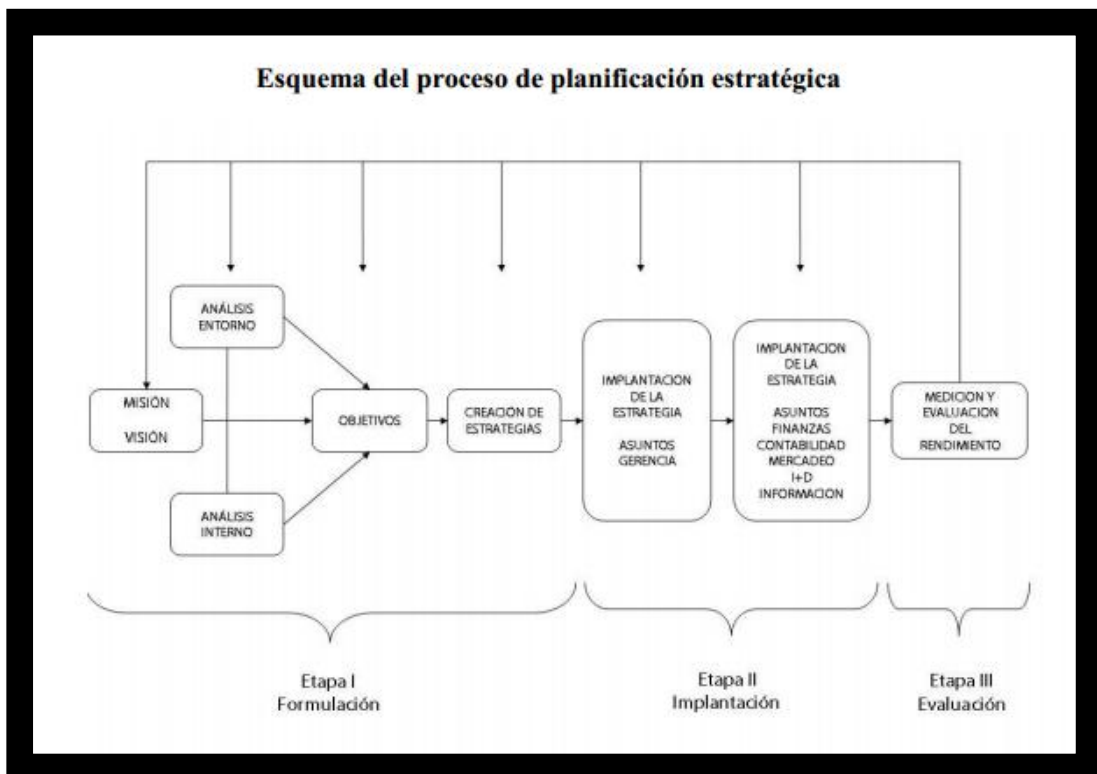 Esquema del proceso de planificación estratégica
ANÁLISIS
ENTORNO
MISIÓN
VISIÓN
ANÁLISIS
INTERNO
OBJETIVOS
CREACION DE
ESTRATEGIAS
IMPLANTACION
DE LA
ESTRATEGIA
ASUNTOS
GERENCIA
IMPLANTACION
DE LA
ESTRATEGIA
ASUNTOS
FINANZAS
CONTABILIDAD
MERCADEO
I+D
INFORMACION
MEDICION Y
EVALUACION
DEL
RENDIMIENTO
Etapa I
Formulación
Etapa II
Implantación
Etapa III
Evaluación